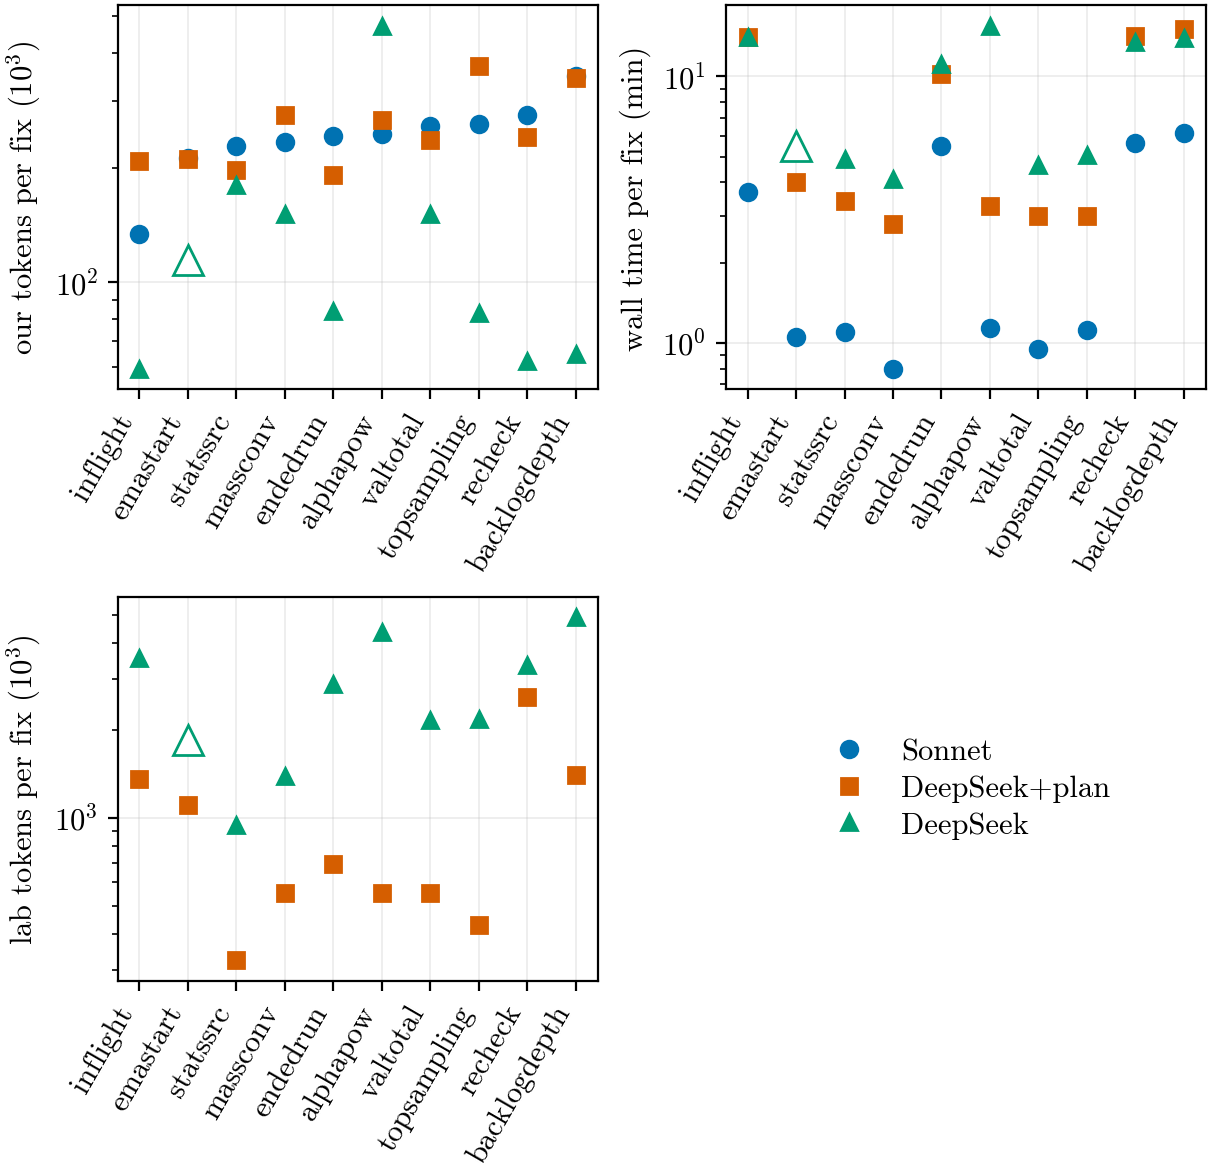 our tokens per fix (10³)
10²
inflight
emastart
statssrc
massconv
endedrun
alphapow
valtotal
topsampling
recheck
backlogdepth
wall time per fix (min)
10¹
10⁰
inflight
emastart
statssrc
massconv
endedrun
alphapow
valtotal
topsampling
recheck
backlogdepth
lab tokens per fix (10³)
10³
inflight
emastart
statssrc
massconv
endedrun
alphapow
valtotal
topsampling
recheck
backlogdepth
Sonnet
DeepSeek+plan
DeepSeek